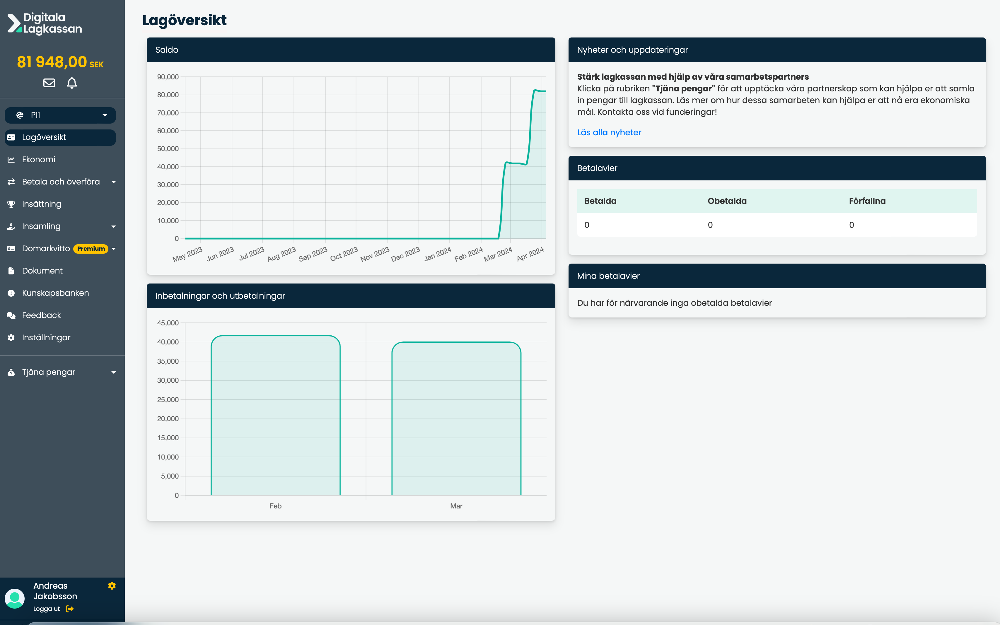 Digitala
Lagkassan
81 948,00 SEK
P11
Lagöversikt
Ekonomi
Betala och överföra
Insättning
Insamling
Domarkvitto Premium
Dokument
Kunskapsbanken
Feedback
Inställningar
Tjäna pengar
Andreas
Jakobsson
Logga ut
Lagöversikt
Saldo
90,000
80,000
70,000
60,000
50,000
40,000
30,000
20,000
10,000
0
May 2023 Jun 2023 Jul 2023 Aug 2023 Sep 2023 Oct 2023 Nov 2023 Dec 2023 Jan 2024 Feb 2024 Mar 2024 Apr 2024
Inbetalningar och utbetalningar
45,000
40,000
35,000
30,000
25,000
20,000
15,000
10,000
5,000
0
Feb Mar
Nyheter och uppdateringar
Stärk lagkassan med hjälp av våra samarbetspartners
Klicka på rubriken "Tjäna pengar" för att upptäcka våra partnerskap som kan hjälpa er att samla
in pengar till lagkassan. Läs mer om hur dessa samarbeten kan hjälpa er att nå era ekonomiska
mål. Kontakta oss vid funderingar!
Läs alla nyheter
Betalavier
Betalda Obetalda Förfallna
0 0 0
Mina betalavier
Du har för närvarande inga obetalda betalavier